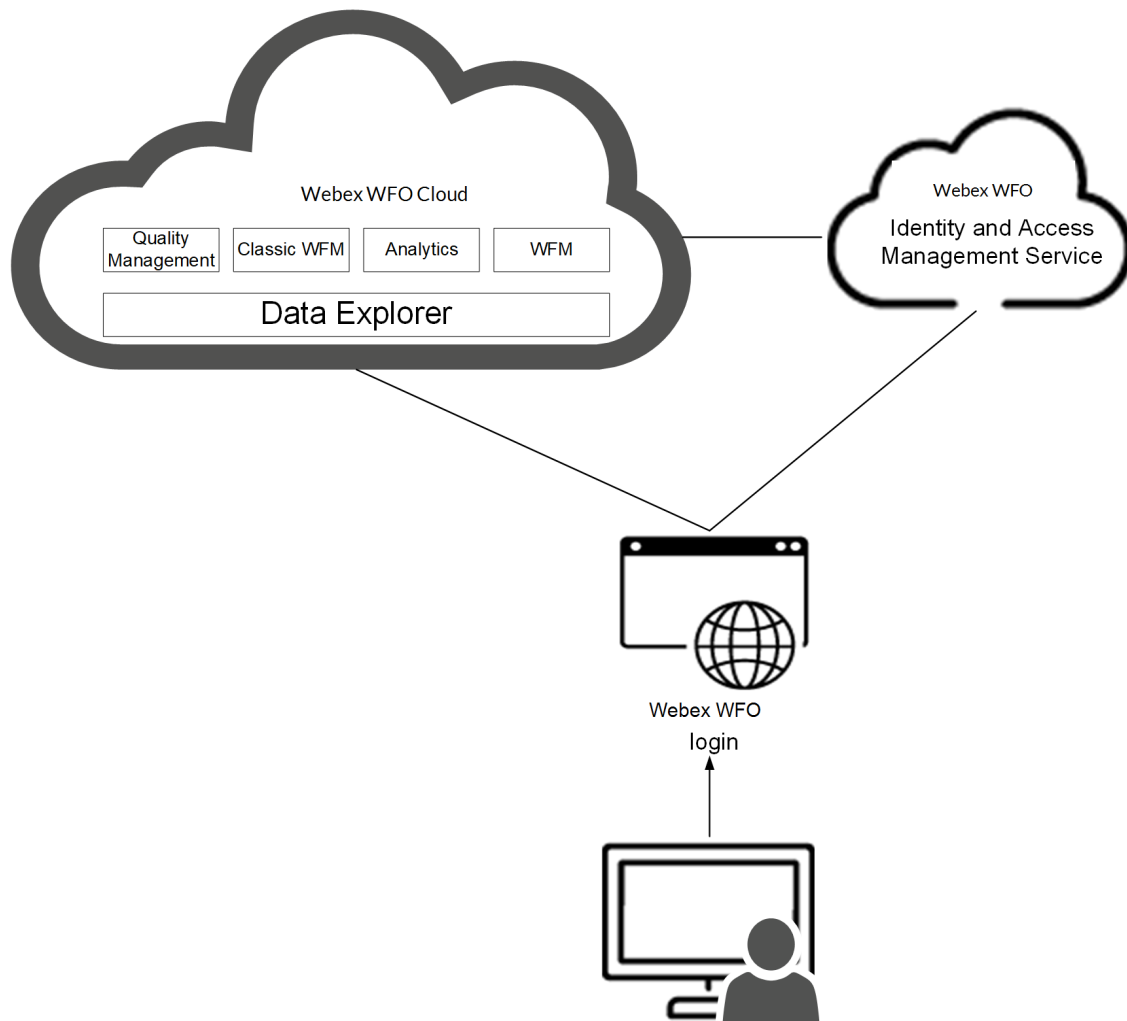 Webex WFO Cloud
Quality
Management
Classic WFM
Analytics
WFM
Data Explorer
Webex WFO
Identity and Access
Management Service
Webex WFO
login